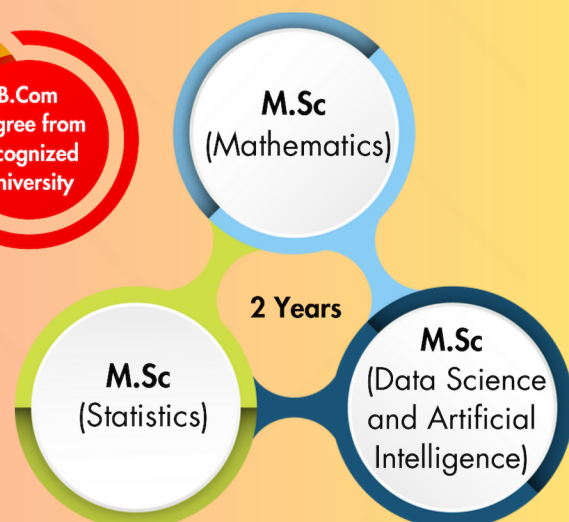 B.Com
gree from
cognized
niversity
M.Sc
(Mathematics)
2 Years
M.Sc
(Statistics)
M.Sc
(Data Science
and Artificial
Intelligence)